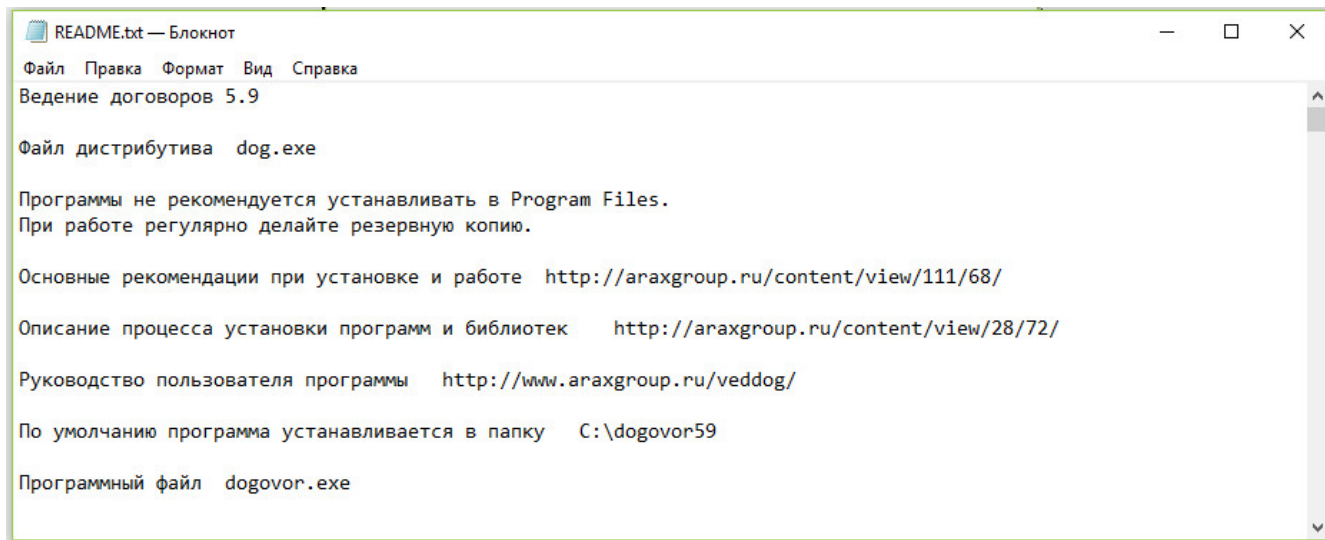 README.txt — Блокнот
Файл Правка Формат Вид Справка
Ведение договоров 5.9
Файл дистрибутива dog.exe
Программы не рекомендуется устанавливать в Program Files.
При работе регулярно делайте резервную копию.
Основные рекомендации при установке и работе http://araxgroup.ru/content/view/111/68/
Описание процесса установки программ и библиотек http://araxgroup.ru/content/view/28/72/
Руководство пользователя программы http://www.araxgroup.ru/veddog/
По умолчанию программа устанавливается в папку C:\dogovor59
Программный файл dogovor.exe